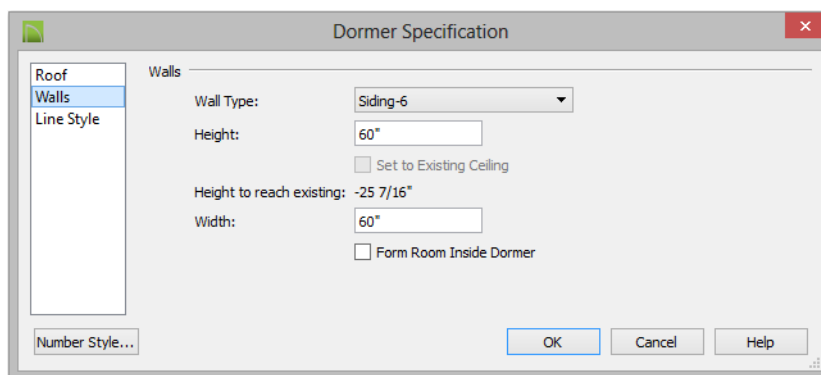 Dormer Specification
Roof
Walls
Line Style
Walls
Wall Type: Siding-6
Height: 60"
Set to Existing Ceiling
Height to reach existing: -25 7/16"
Width: 60"
Form Room Inside Dormer
Number Style... OK Cancel Help